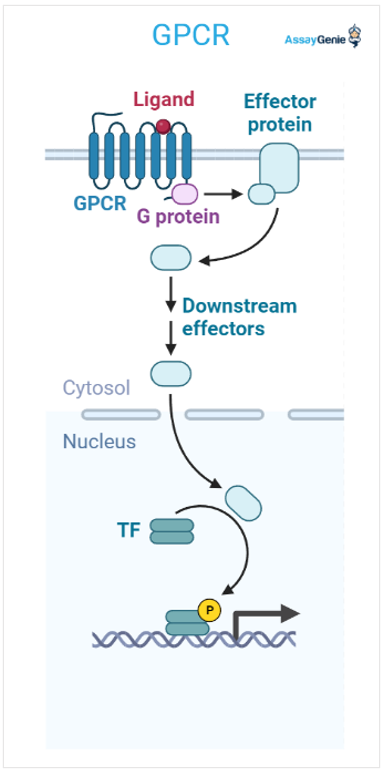 GPCR
AssayGenie
Ligand
Effector
protein
GPCR
G protein
Downstream
effectors
Cytosol
Nucleus
TF
P